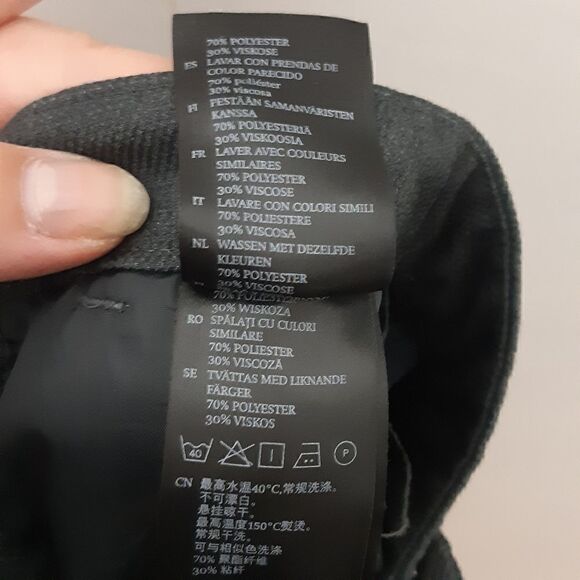 70% POLYESTER
30% VISKOSE
ES LAVAR CON PRENDAS DE
COLOR PARECIDO
70% poliéster
30% viscosa
FI PESTÄÄN SAMANVÄRISTEN
KANSSA
70% POLYESTERIA
30% VISKOOSIA
FR LAVER AVEC COULEURS
SIMILAIRES
70% POLYESTER
30% VISCOSE
IT LAVARE CON COLORI SIMILI
70% POLIESTERE
30% VISCOSA
NL WASSEN MET DEZELFDE
KLEUREN
70% POLYESTER
30% VISCOSE
30% WISKOZA
RO SPĂLAŢI CU CULORI
SIMILARE
70% POLIESTER
30% VISCOZĂ
SE TVÄTTAS MED LIKNANDE
FÄRGER
70% POLYESTER
30% VISKOS
40 P
CN 最高水温40°C,常规洗涤。
不可漂白。
悬挂晾干。
最高温度150°C熨烫。
常规干洗。
可与相似色洗涤
70% 聚酯纤维
30% 粘纤